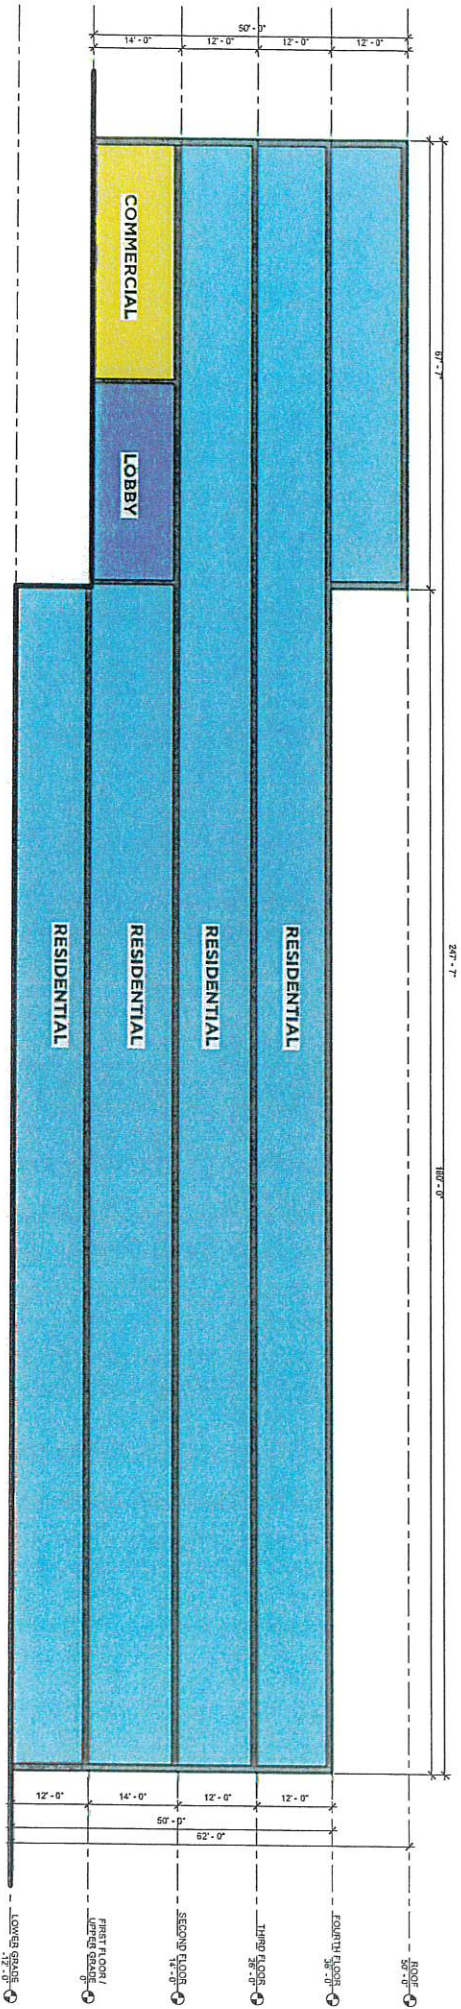 247' - 7"
67' - 7"
180' - 0"
ROOF
50' - 0"
12' - 0"
FOURTH FLOOR
38' - 0"
12' - 0"
RESIDENTIAL
12' - 0"
THIRD FLOOR
26' - 0"
50' - 0"
12' - 0"
RESIDENTIAL
12' - 0"
62' - 0"
SECOND FLOOR
14' - 0"
14' - 0"
COMMERCIAL
LOBBY
RESIDENTIAL
14' - 0"
50' - 0"
FIRST FLOOR /
UPPER GRADE
0"
RESIDENTIAL
12' - 0"
LOWER GRADE
-12' - 0"